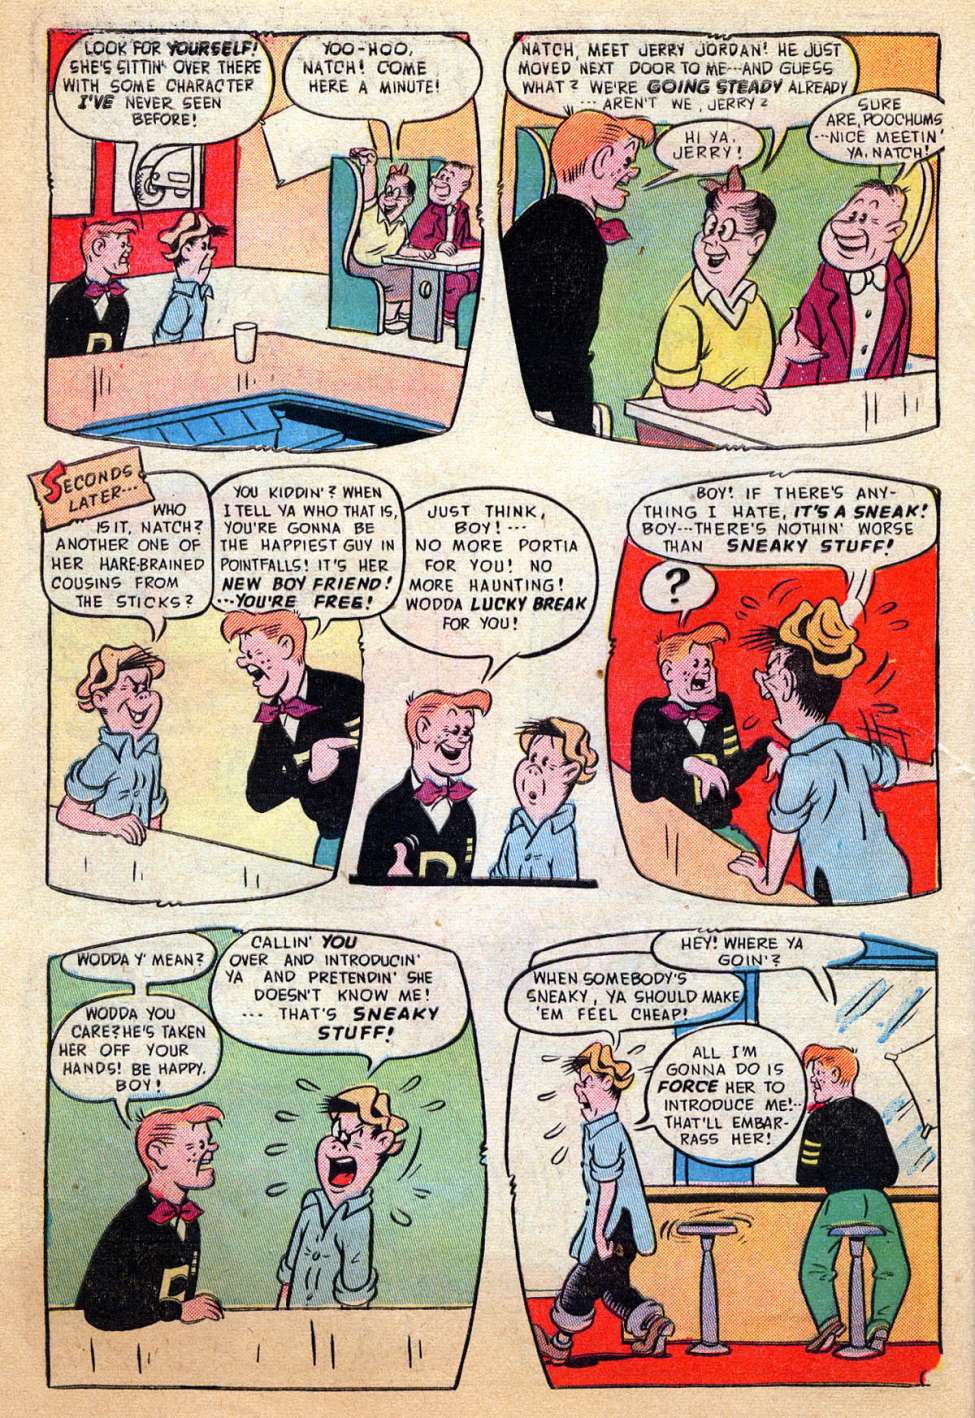 LOOK FOR YOURSELF!
SHE'S SITTIN' OVER THERE
WITH SOME CHARACTER
I'VE NEVER SEEN
BEFORE!
YOO-HOO,
NATCH! COME
HERE A MINUTE!
NATCH, MEET JERRY JORDAN! HE JUST
MOVED NEXT DOOR TO ME---AND GUESS
WHAT? WE'RE GOING STEADY ALREADY
--- AREN'T WE, JERRY?
HI YA,
JERRY!
SURE
ARE, POOCHUMS
---NICE MEETIN'
YA, NATCH!
SECONDS
LATER...
WHO
IS IT, NATCH?
ANOTHER ONE OF
HER HARE-BRAINED
COUSINS FROM
THE STICKS?
YOU KIDDIN'? WHEN
I TELL YA WHO THAT IS,
YOU'RE GONNA BE
THE HAPPIEST GUY IN
POINTFALLS! IT'S HER
NEW BOY FRIEND!
---YOU'RE FREE!
JUST THINK,
BOY!---
NO MORE PORTIA
FOR YOU! NO
MORE HAUNTING!
WODDA LUCKY BREAK
FOR YOU!
?
BOY! IF THERE'S ANY-
THING I HATE, IT'S A SNEAK!
BOY---THERE'S NOTHIN' WORSE
THAN SNEAKY STUFF!
WODDA Y' MEAN?
WODDA YOU
CARE? HE'S TAKEN
HER OFF YOUR
HANDS! BE HAPPY,
BOY!
CALLIN' YOU
OVER AND INTRODUCIN'
YA AND PRETENDIN' SHE
DOESN'T KNOW ME!
--- THAT'S SNEAKY
STUFF!
HEY! WHERE YA
GOIN'?
WHEN SOMEBODY'S
SNEAKY, YA SHOULD MAKE
'EM FEEL CHEAP!
ALL I'M
GONNA DO IS
FORCE HER TO
INTRODUCE ME!--
THAT'LL EMBAR-
RASS HER!